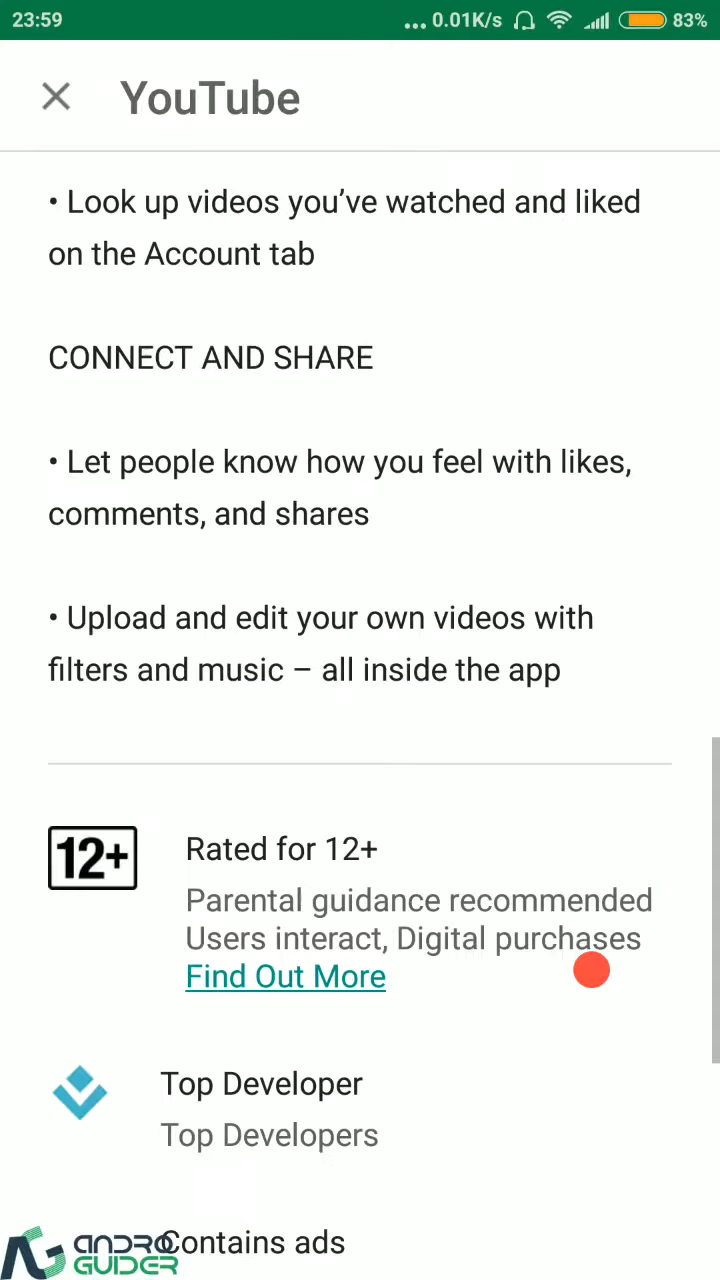 23:59 ... 0.01K/s 83%
YouTube
• Look up videos you’ve watched and liked
on the Account tab
CONNECT AND SHARE
• Let people know how you feel with likes,
comments, and shares
• Upload and edit your own videos with
filters and music – all inside the app
12+
Rated for 12+
Parental guidance recommended
Users interact, Digital purchases
Find Out More
Top Developer
Top Developers
Contains ads
ANDRO
GUIDER